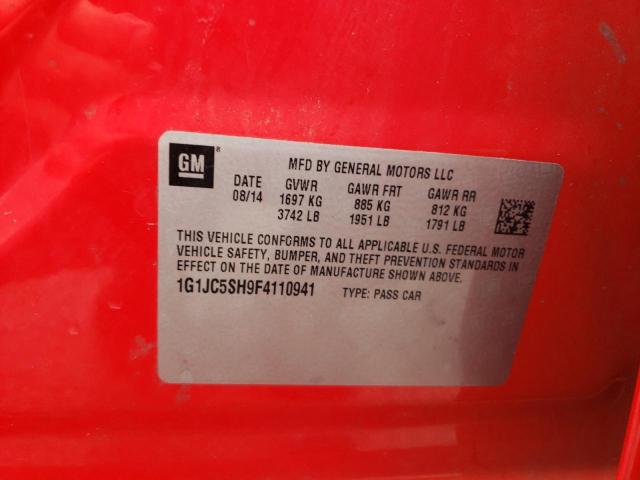 GM ® MFD BY GENERAL MOTORS LLC
DATE GVWR GAWR FRT GAWR RR
08/14 1697 KG 885 KG 812 KG
3742 LB 1951 LB 1791 LB
THIS VEHICLE CONFORMS TO ALL APPLICABLE U.S. FEDERAL MOTOR
VEHICLE SAFETY, BUMPER, AND THEFT PREVENTION STANDARDS IN
EFFECT ON THE DATE OF MANUFACTURE SHOWN ABOVE.
1G1JC5SH9F4110941 TYPE: PASS CAR